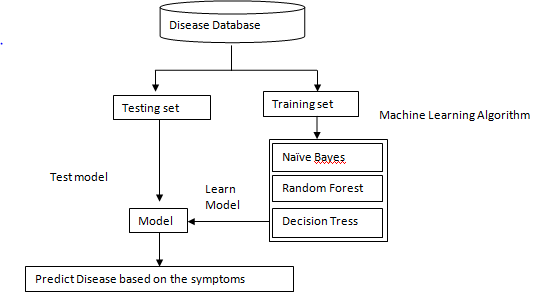 Disease Database
Testing set
Training set
Machine Learning Algorithm
Naïve Bayes
Random Forest
Decision Tress
Test model
Learn
Model
Model
Predict Disease based on the symptoms